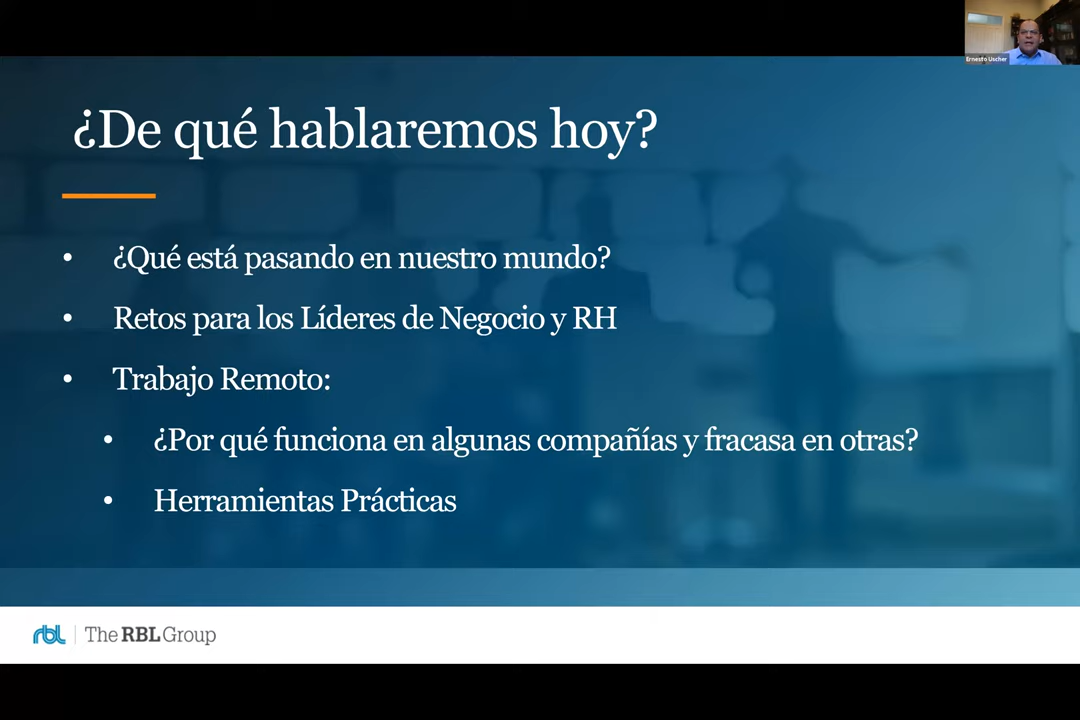 Ernesto Uscher
¿De qué hablaremos hoy?
• ¿Qué está pasando en nuestro mundo?
• Retos para los Líderes de Negocio y RH
• Trabajo Remoto:
• ¿Por qué funciona en algunas compañías y fracasa en otras?
• Herramientas Prácticas
rbl | The RBL Group